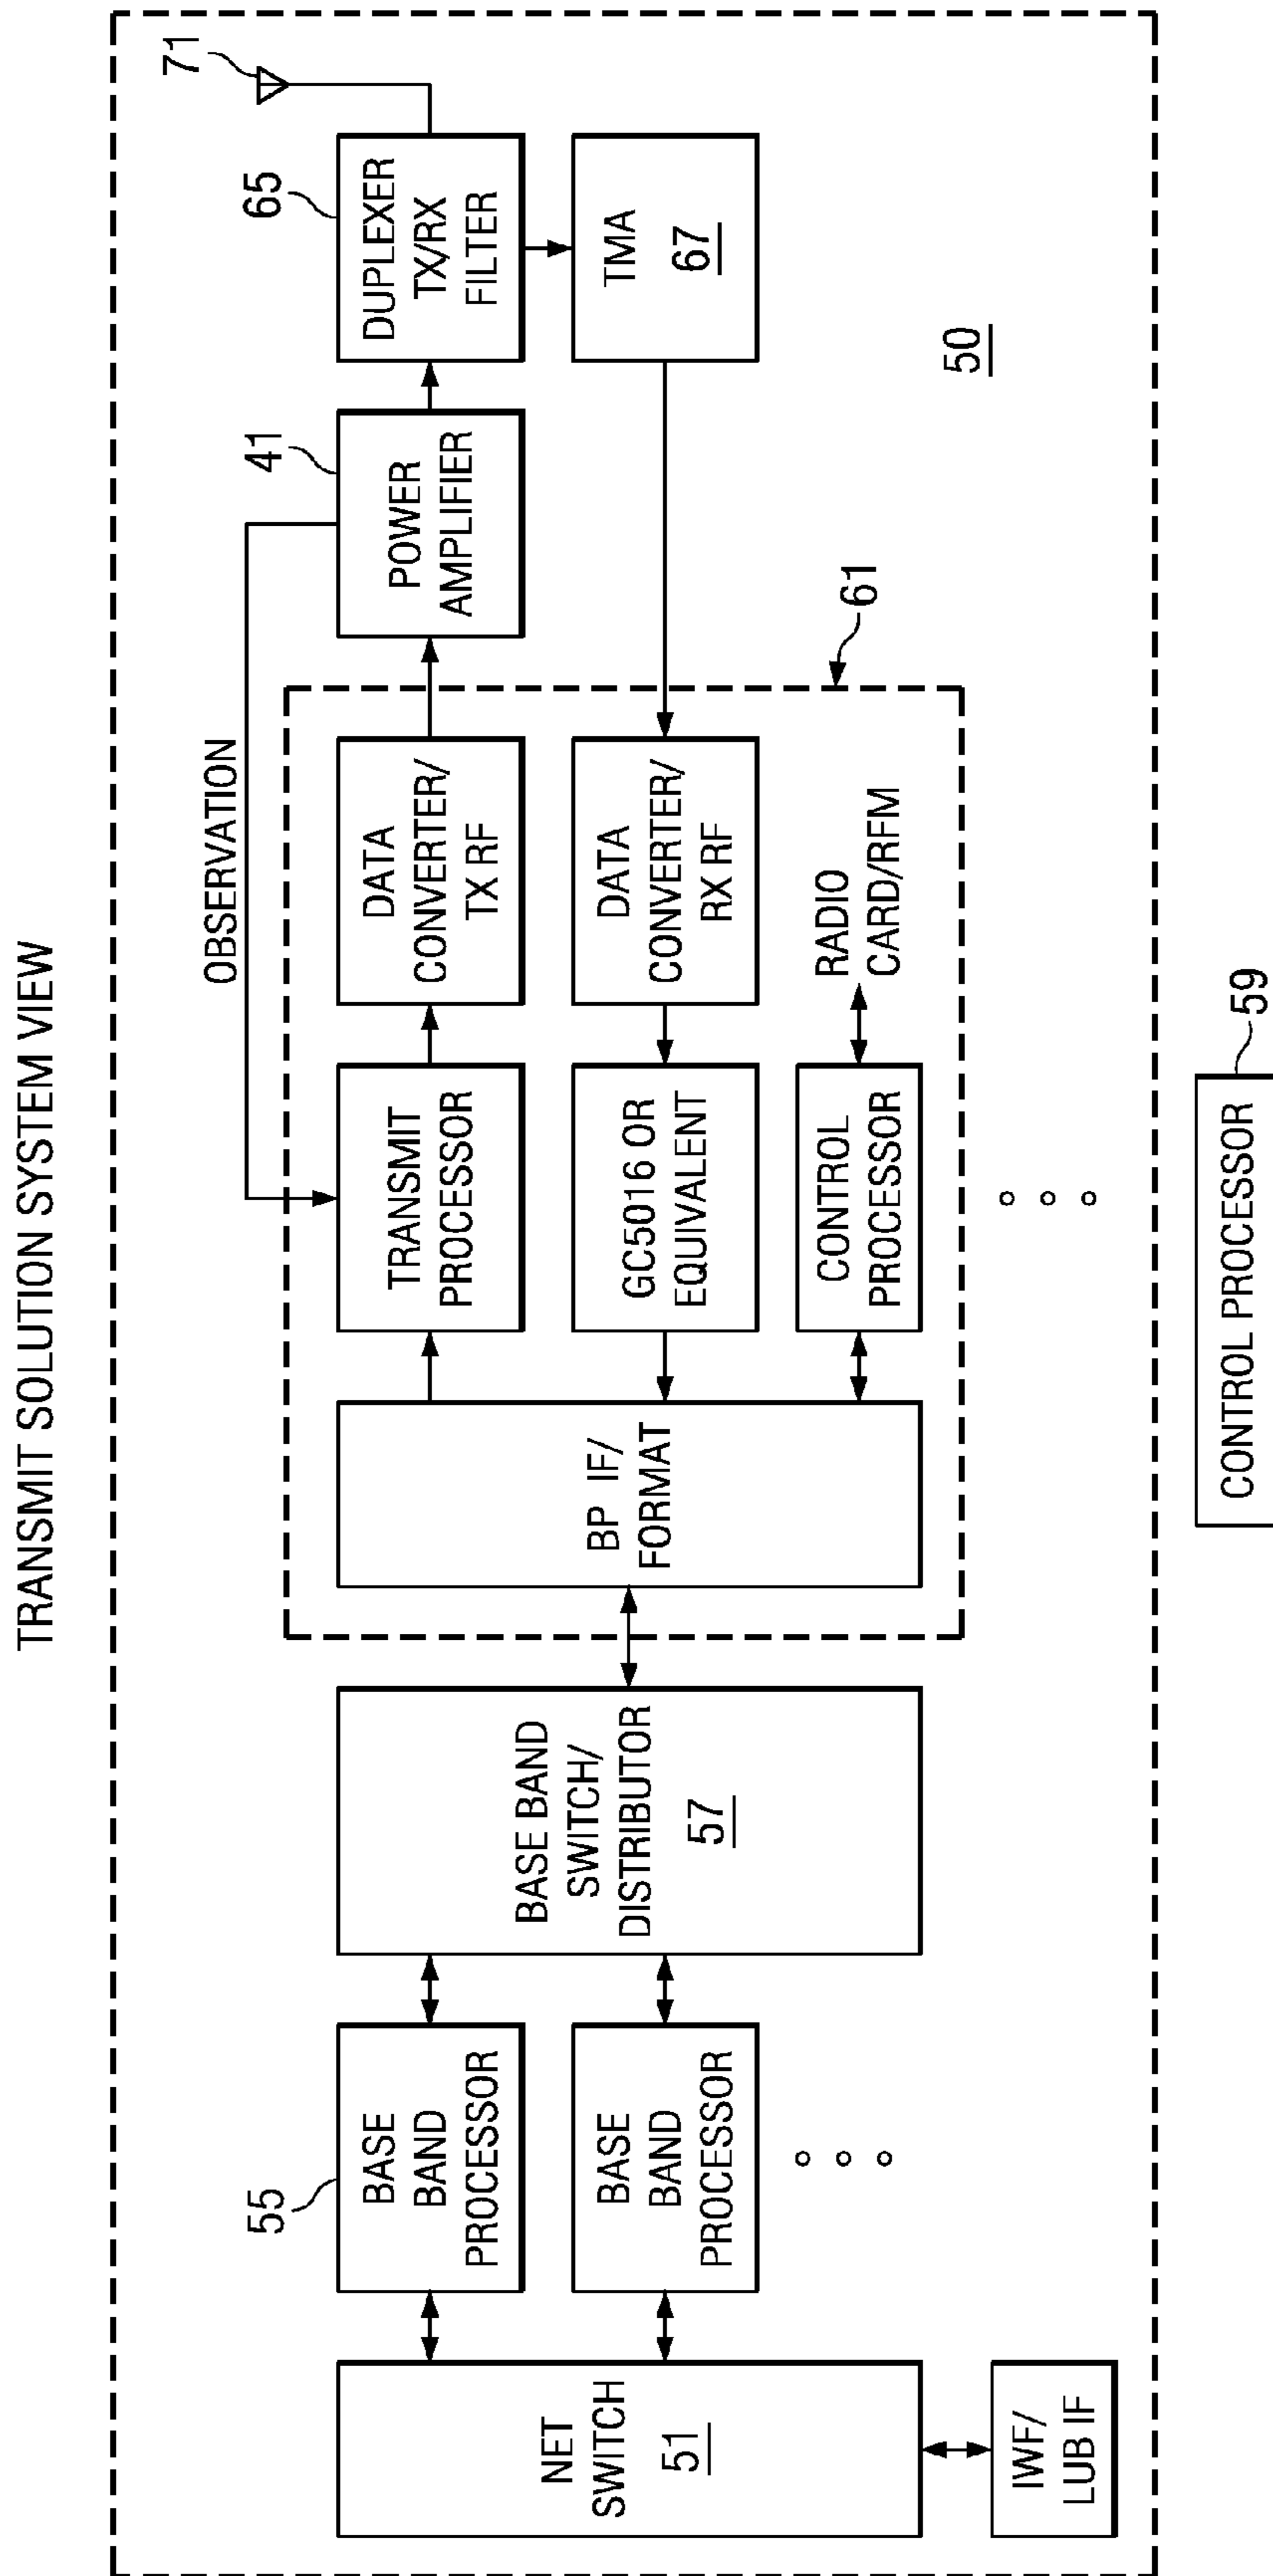 TRANSMIT SOLUTION SYSTEM VIEW
NET
SWITCH
51
IWF/
LUB IF
55
BASE
BAND
PROCESSOR
BASE
BAND
PROCESSOR
BASE BAND
SWITCH/
DISTRIBUTOR
57
BP IF/
FORMAT
TRANSMIT
PROCESSOR
GC5016 OR
EQUIVALENT
CONTROL
PROCESSOR
OBSERVATION
DATA
CONVERTER/
TX RF
DATA
CONVERTER/
RX RF
RADIO
CARD/RFM
61
41
POWER
AMPLIFIER
65
DUPLEXER
TX/RX
FILTER
TMA
67
71
50
CONTROL PROCESSOR
59